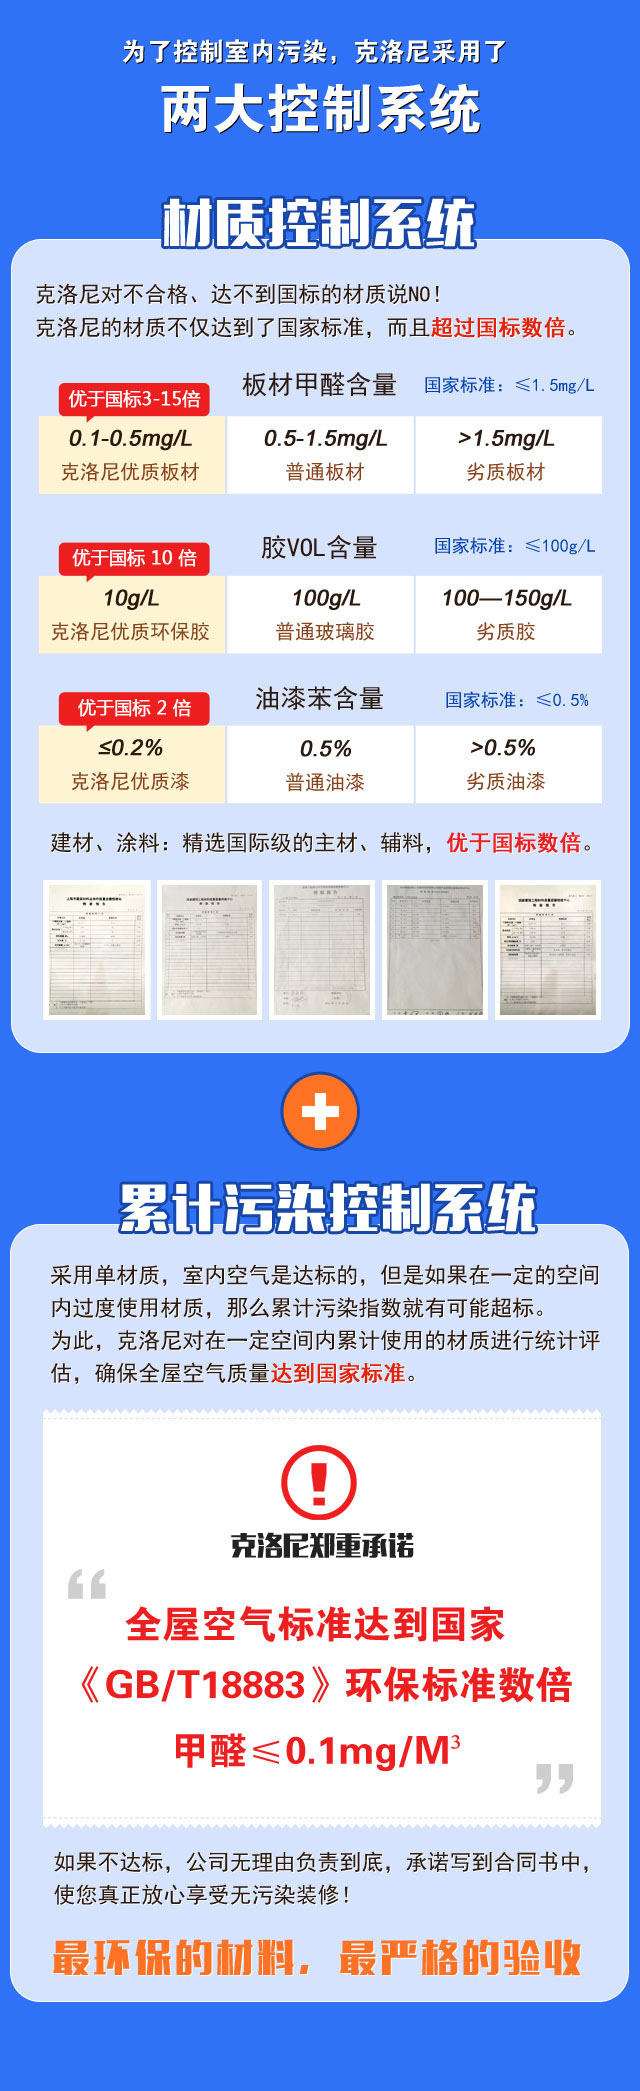 为了控制室内污染，克洛尼采用了
两大控制系统
材质控制系统
克洛尼对不合格、达不到国标的材质说NO！
克洛尼的材质不仅达到了国家标准，而且超过国标数倍。
优于国标3-15倍
板材甲醛含量
国家标准：≤1.5mg/L
0.1-0.5mg/L
0.5-1.5mg/L
>1.5mg/L
克洛尼优质板材
普通板材
劣质板材
优于国标 10 倍
胶VOL含量
国家标准：≤100g/L
10g/L
100g/L
100—150g/L
克洛尼优质环保胶
普通玻璃胶
劣质胶
优于国标 2 倍
油漆苯含量
国家标准：≤0.5%
≤0.2%
0.5%
>0.5%
克洛尼优质漆
普通油漆
劣质油漆
建材、涂料：精选国际级的主材、辅料，优于国标数倍。
累计污染控制系统
采用单材质，室内空气是达标的，但是如果在一定的空间
内过度使用材质，那么累计污染指数就有可能超标。
为此，克洛尼对在一定空间内累计使用的材质进行统计评
估，确保全屋空气质量达到国家标准。
克洛尼郑重承诺
“
全屋空气标准达到国家
《GB/T18883》环保标准数倍
甲醛≤0.1mg/M³
”
如果不达标，公司无理由负责到底，承诺写到合同书中，
使您真正放心享受无污染装修！
最环保的材料，最严格的验收